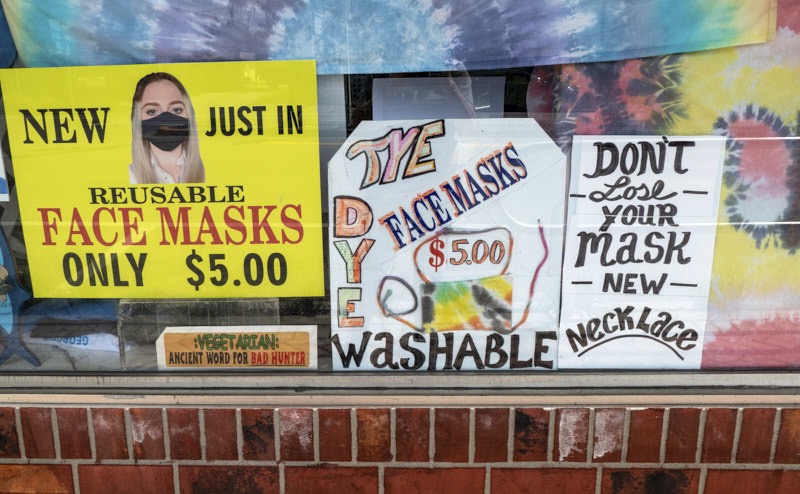 NEW JUST IN
REUSABLE
FACE MASKS
ONLY $5.00
:VEGETARIAN:
ANCIENT WORD FOR BAD HUNTER
TYE
DYE
FACE MASKS
$5.00
WASHABLE
DON'T
Lose
YOUR
Mask
NEW
NeckLace